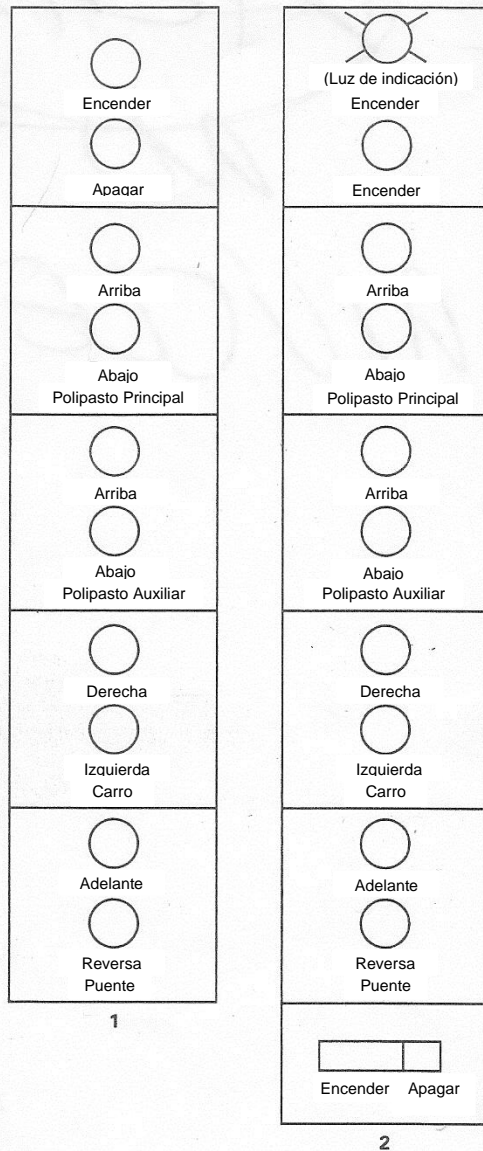 Encender
Apagar
Arriba
Abajo
Polipasto Principal
Arriba
Abajo
Polipasto Auxiliar
Derecha
Izquierda
Carro
Adelante
Reversa
Puente
1
(Luz de indicación)
Encender
Encender
Arriba
Abajo
Polipasto Principal
Arriba
Abajo
Polipasto Auxiliar
Derecha
Izquierda
Carro
Adelante
Reversa
Puente
Encender Apagar
2